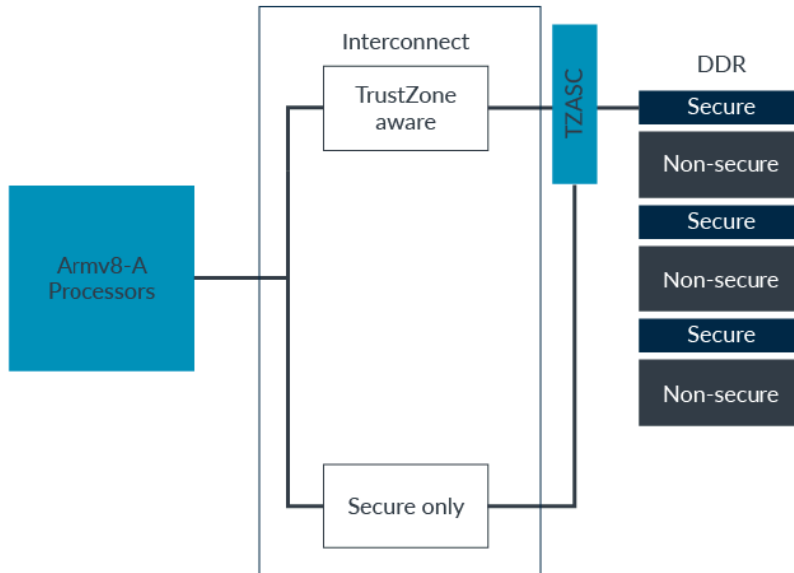 Interconnect
TrustZone
aware
TZASC
DDR
Secure
Non-secure
Secure
Non-secure
Secure
Non-secure
Armv8-A
Processors
Secure only